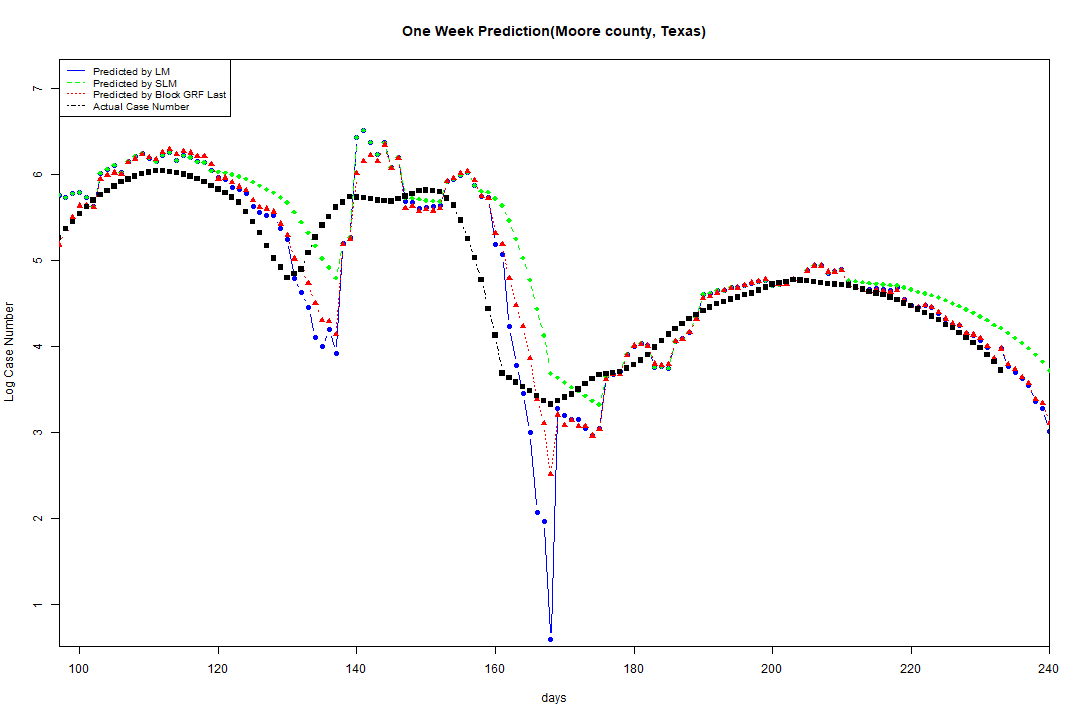 One Week Prediction(Moore county, Texas)
Predicted by LM
Predicted by SLM
Predicted by Block GRF Last
Actual Case Number
Log Case Number
7
6
5
4
3
2
1
100 120 140 160 180 200 220 240
days